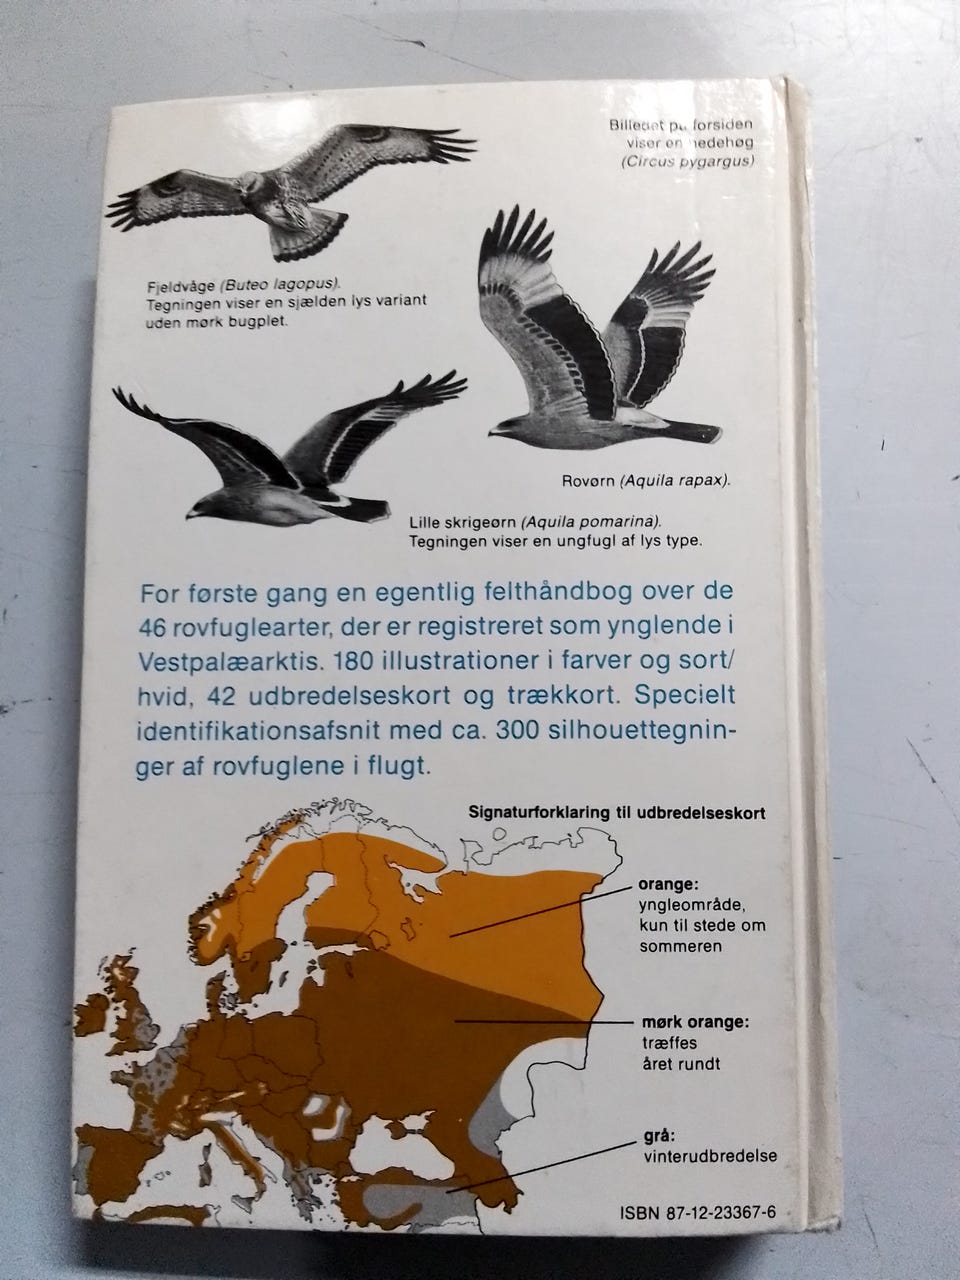 Billedet på forsiden
viser en hedehøg
(Circus pygargus)
Fjeldvåge (Buteo lagopus).
Tegningen viser en sjælden lys variant
uden mørk bugplet.
Rovørn (Aquila rapax).
Lille skrigeørn (Aquila pomarina).
Tegningen viser en ungfugl af lys type.
For første gang en egentlig felthåndbog over de
46 rovfuglearter, der er registreret som ynglende i
Vestpalæarktis. 180 illustrationer i farver og sort/
hvid, 42 udbredelseskort og trækkort. Specielt
identifikationsafsnit med ca. 300 silhouettegnin-
ger af rovfuglene i flugt.
Signaturforklaring til udbredelseskort
orange:
yngleområde,
kun til stede om
sommeren
mørk orange:
træffes
året rundt
grå:
vinterudbredelse
ISBN 87-12-23367-6